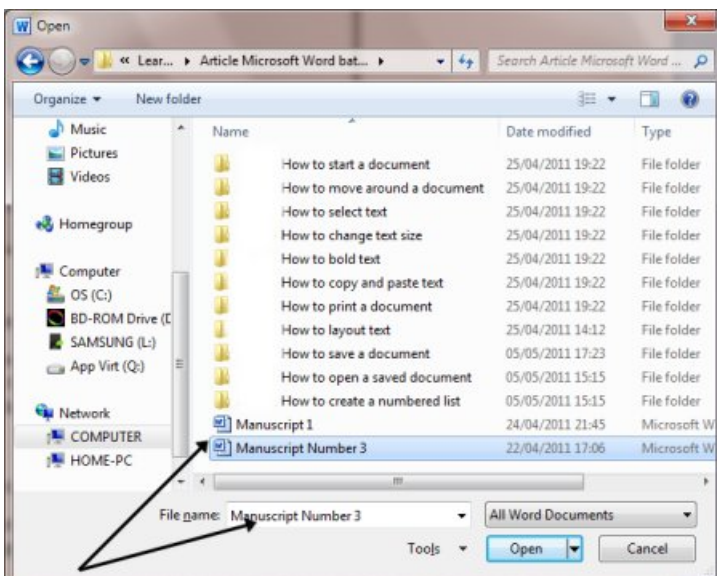 Open
« Lear... ▸ Article Microsoft Word bat... ▸ Search Article Microsoft Word ...
Organize New folder
Name Date modified Type
Music
Pictures
Videos
Homegroup
Computer
OS (C:)
BD-ROM Drive (D
SAMSUNG (L:)
App Virt (Q:)
Network
COMPUTER
HOME-PC
How to start a document 25/04/2011 19:22 File folder
How to move around a document 25/04/2011 19:22 File folder
How to select text 25/04/2011 19:22 File folder
How to change text size 25/04/2011 19:22 File folder
How to bold text 25/04/2011 19:22 File folder
How to copy and paste text 25/04/2011 19:22 File folder
How to print a document 25/04/2011 19:22 File folder
How to layout text 25/04/2011 14:12 File folder
How to save a document 05/05/2011 17:23 File folder
How to open a saved document 05/05/2011 15:15 File folder
How to create a numbered list 05/05/2011 15:15 File folder
Manuscript 1 24/04/2011 21:45 Microsoft W
Manuscript Number 3 22/04/2011 17:06 Microsoft W
File name: Manuscript Number 3 All Word Documents
Tools Open Cancel